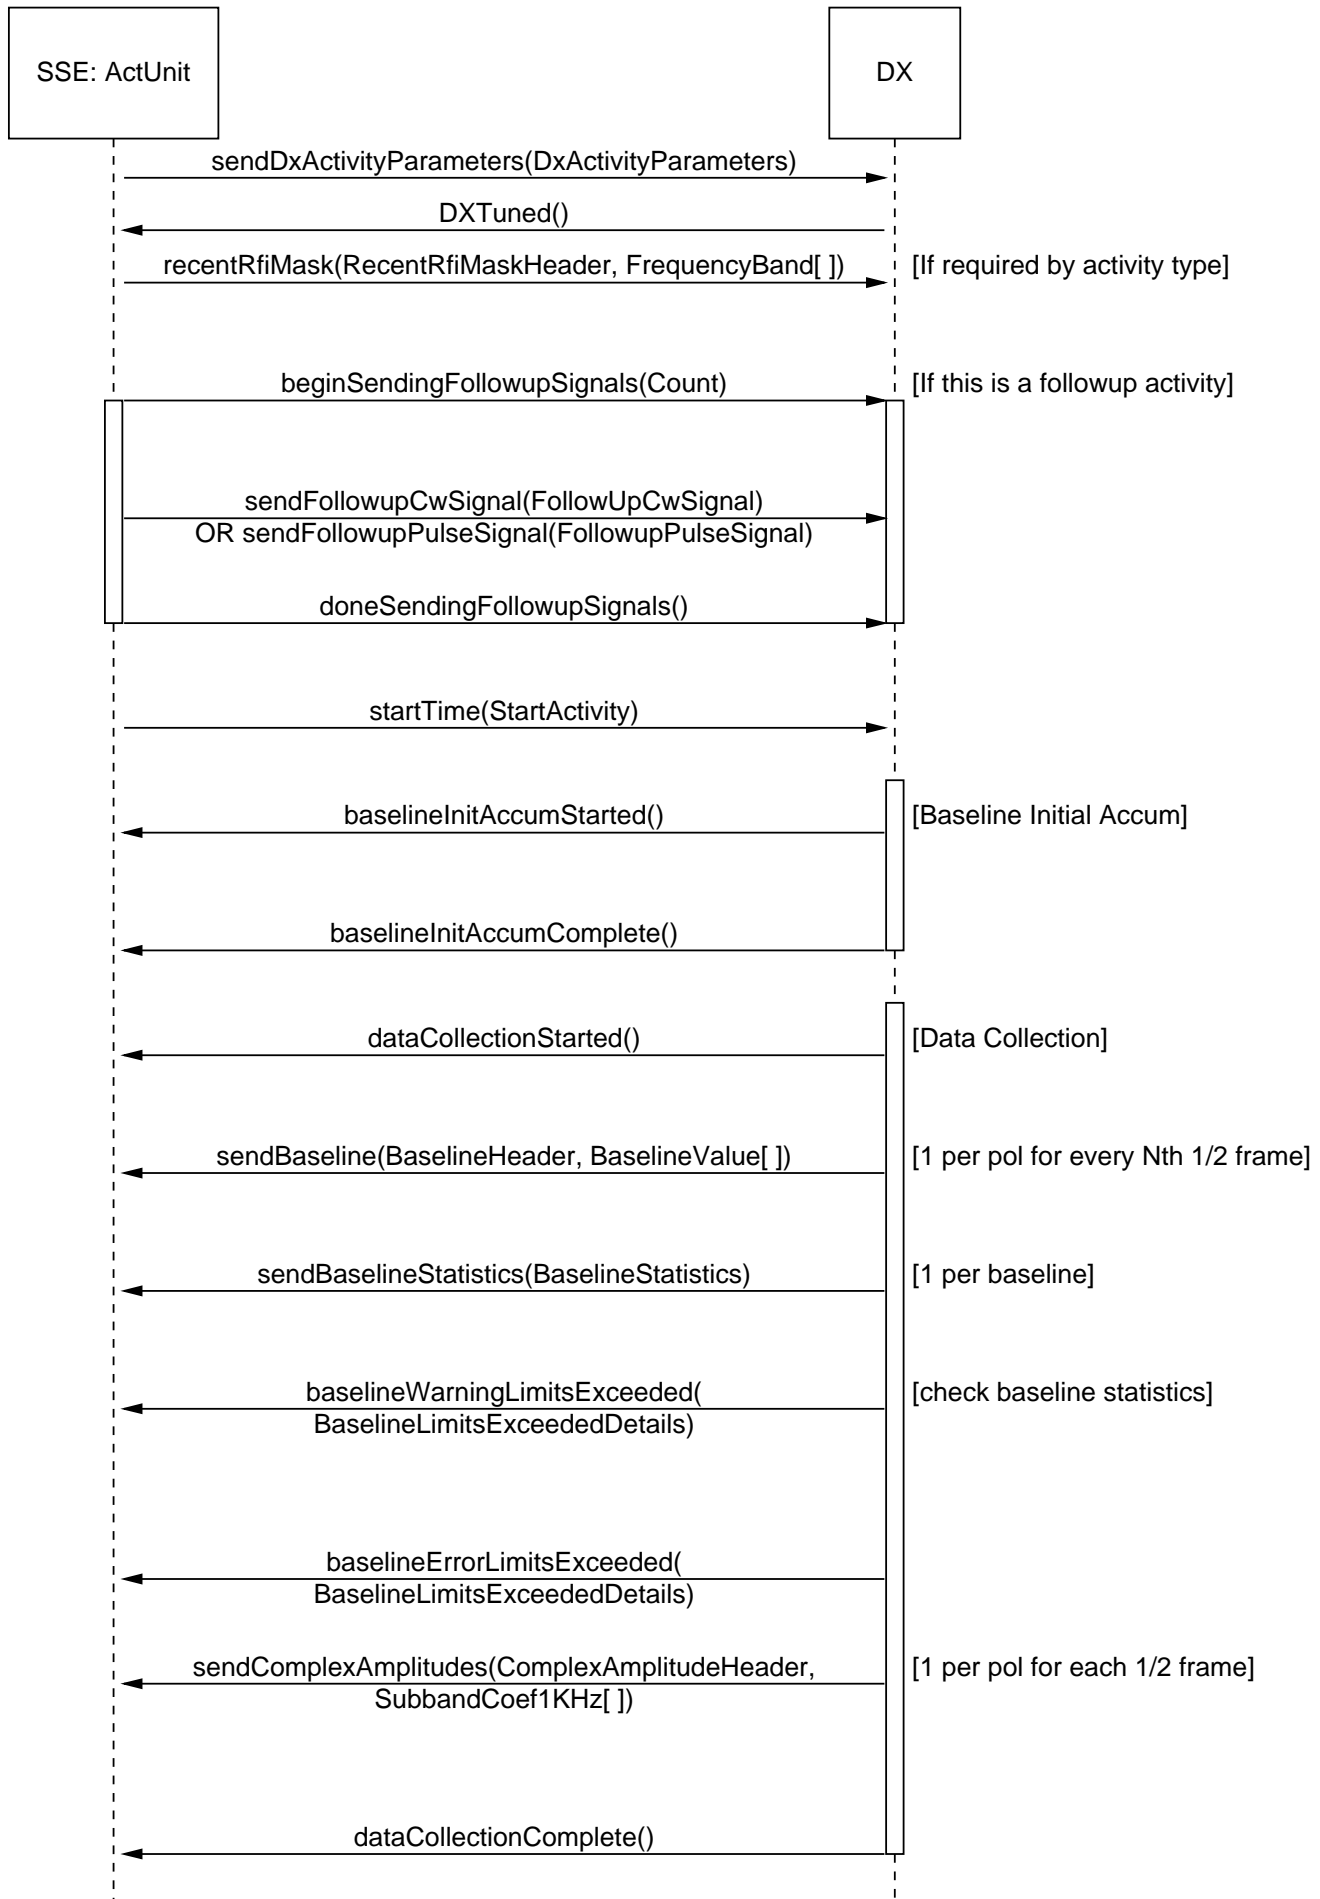 SSE: ActUnit
DX
sendDxActivityParameters(DxActivityParameters)
DXTuned()
recentRfiMask(RecentRfiMaskHeader, FrequencyBand[ ])
[If required by activity type]
beginSendingFollowupSignals(Count)
[If this is a followup activity]
sendFollowupCwSignal(FollowUpCwSignal)
OR sendFollowupPulseSignal(FollowupPulseSignal)
doneSendingFollowupSignals()
startTime(StartActivity)
baselineInitAccumStarted()
[Baseline Initial Accum]
baselineInitAccumComplete()
dataCollectionStarted()
[Data Collection]
sendBaseline(BaselineHeader, BaselineValue[ ])
[1 per pol for every Nth 1/2 frame]
sendBaselineStatistics(BaselineStatistics)
[1 per baseline]
baselineWarningLimitsExceeded(
BaselineLimitsExceededDetails)
[check baseline statistics]
baselineErrorLimitsExceeded(
BaselineLimitsExceededDetails)
sendComplexAmplitudes(ComplexAmplitudeHeader,
SubbandCoef1KHz[ ])
[1 per pol for each 1/2 frame]
dataCollectionComplete()